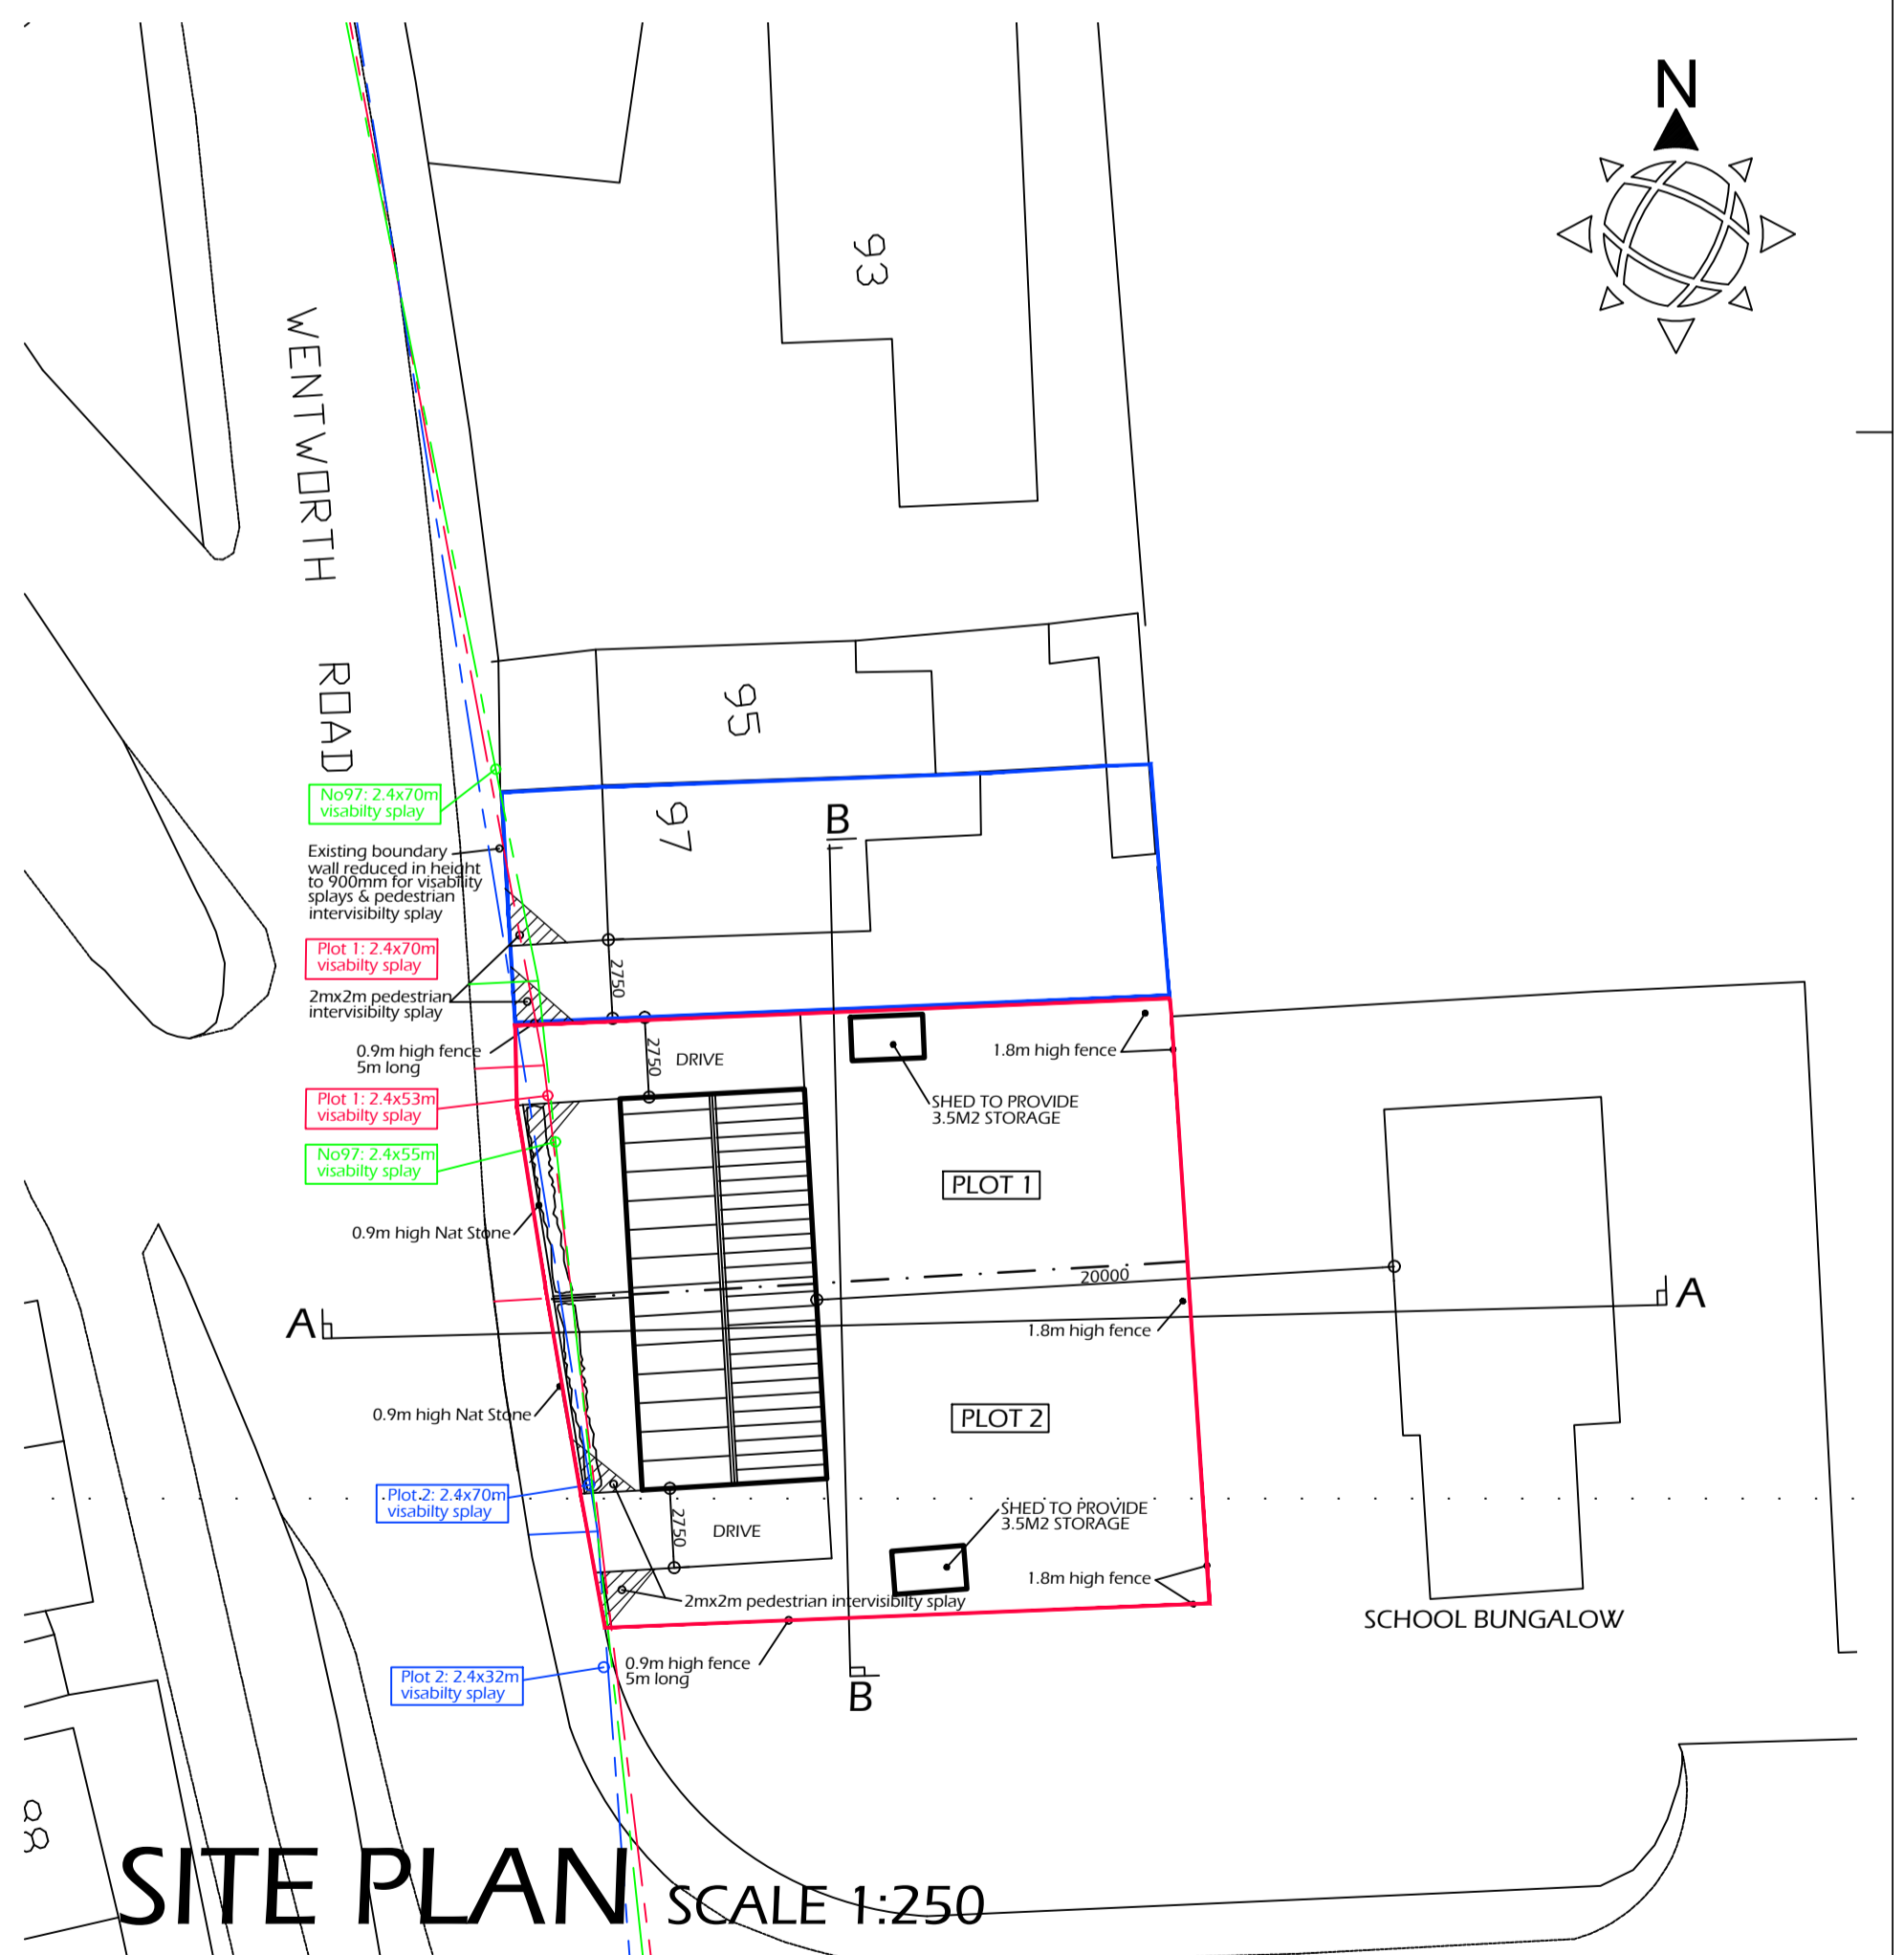 N
93
WENTWORTH ROAD
95
No97: 2.4x70m
visabilty splay
97
B
Existing boundary
wall reduced in height
to 900mm for visability
splays & pedestrian
intervisibilty splay
Plot 1: 2.4x70m
visabilty splay
2750
2mx2m pedestrian
intervisibilty splay
0.9m high fence
5m long
2750
DRIVE
1.8m high fence
Plot 1: 2.4x53m
visabilty splay
SHED TO PROVIDE
3.5M2 STORAGE
No97: 2.4x55m
visabilty splay
PLOT 1
0.9m high Nat Stone
20000
A
A
1.8m high fence
0.9m high Nat Stone
PLOT 2
Plot 2: 2.4x70m
visabilty splay
2750
DRIVE
SHED TO PROVIDE
3.5M2 STORAGE
1.8m high fence
2mx2m pedestrian intervisibilty splay
SCHOOL BUNGALOW
0.9m high fence
5m long
Plot 2: 2.4x32m
visabilty splay
B
SITE PLAN SCALE 1:250